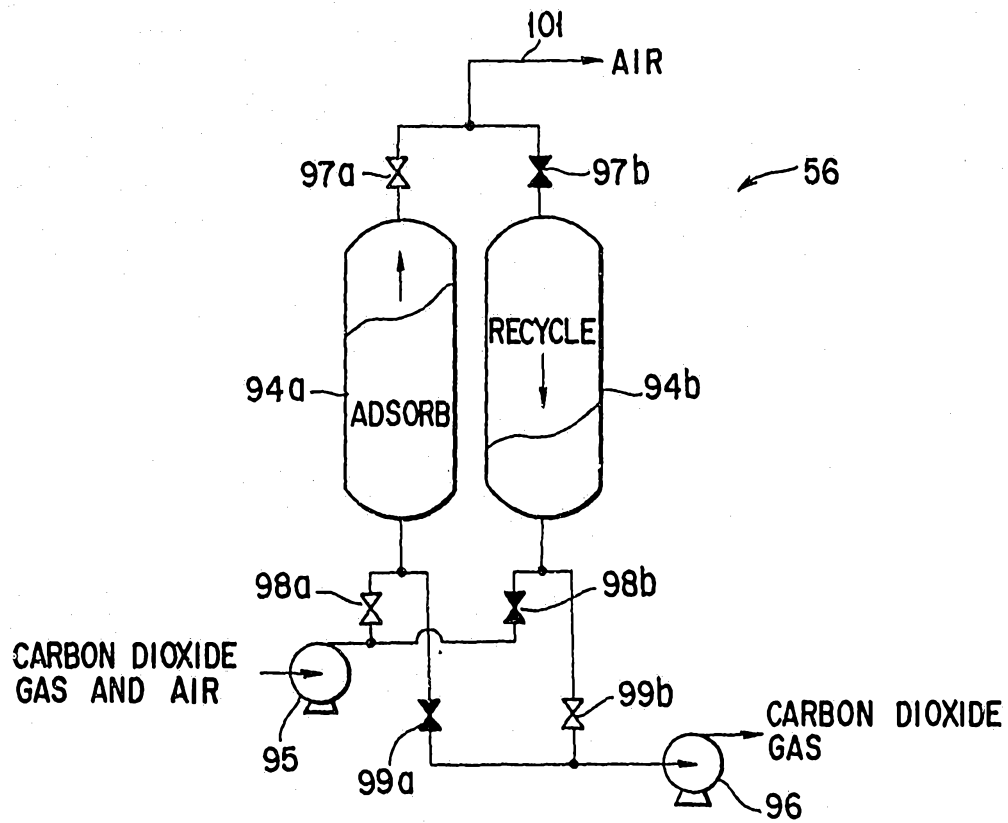 101
AIR
97a
97b
56
RECYCLE
94a
94b
ADSORB
98a
98b
CARBON DIOXIDE
GAS AND AIR
99b
CARBON DIOXIDE
GAS
95
99a
96